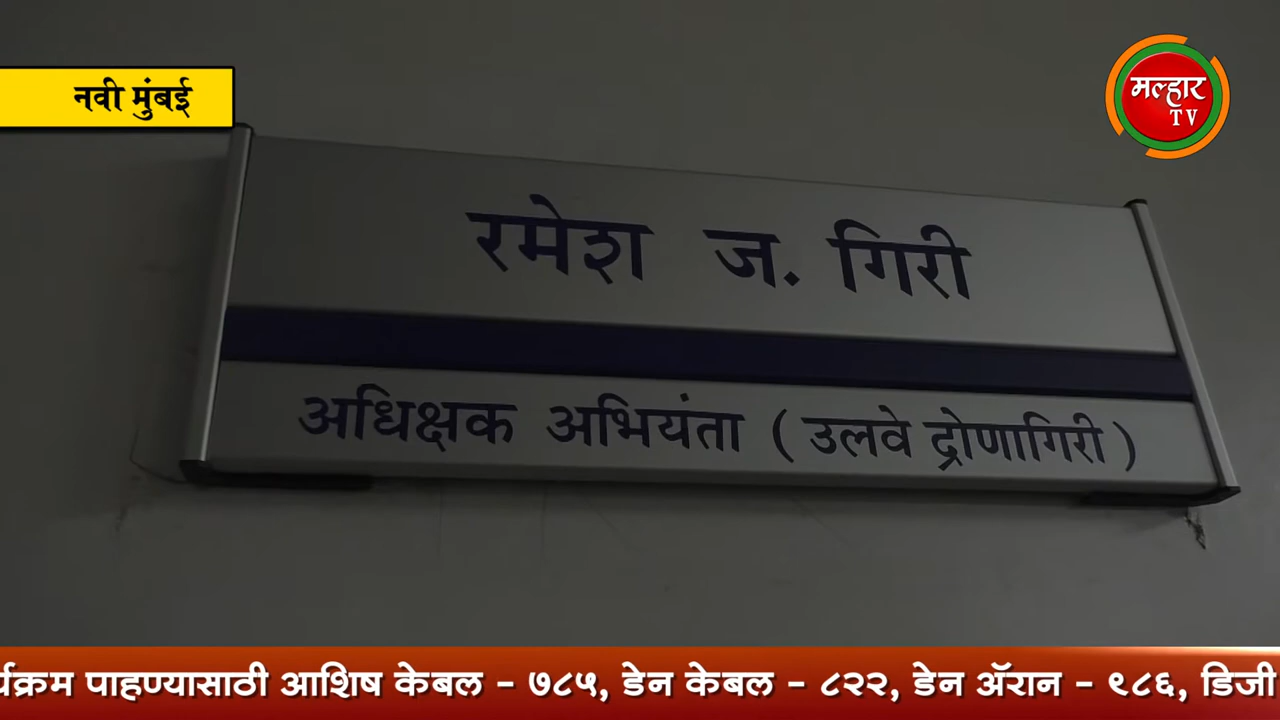 नवी मुंबई
मल्हार
TV
रमेश ज. गिरी
अधिक्षक अभियंता ( उलवे द्रोणागिरी )
र्यक्रम पाहण्यासाठी आशिष केबल - ७८५, डेन केबल - ८२२, डेन ॲरान - ९८६, डिजी